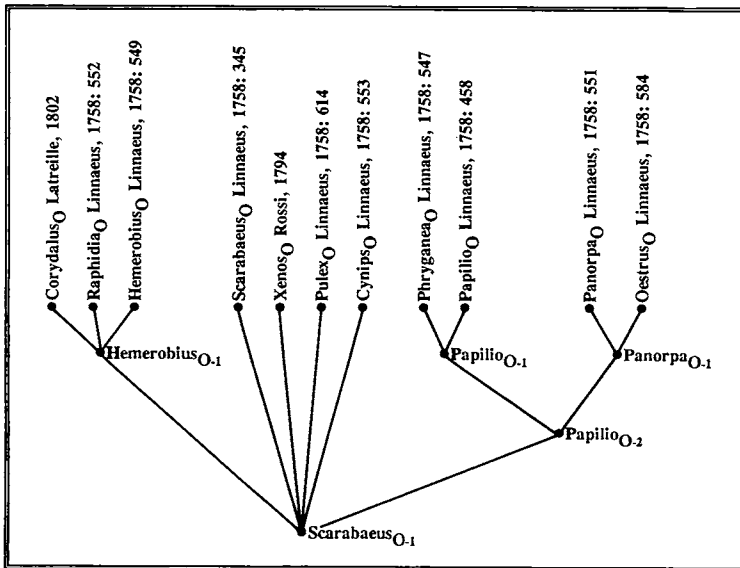 Corydalus_O Latreille, 1802
Raphidia_O Linnaeus, 1758: 552
Hemerobius_O Linnaeus, 1758: 549
Scarabaeus_O Linnaeus, 1758: 345
Xenos_O Rossi, 1794
Pulex_O Linnaeus, 1758: 614
Cynips_O Linnaeus, 1758: 553
Phryganea_O Linnaeus, 1758: 547
Papilio_O Linnaeus, 1758: 458
Panorpa_O Linnaeus, 1758: 551
Oestrus_O Linnaeus, 1758: 584
Hemerobius_O-1
Papilio_O-1
Panorpa_O-1
Papilio_O-2
Scarabaeus_O-1